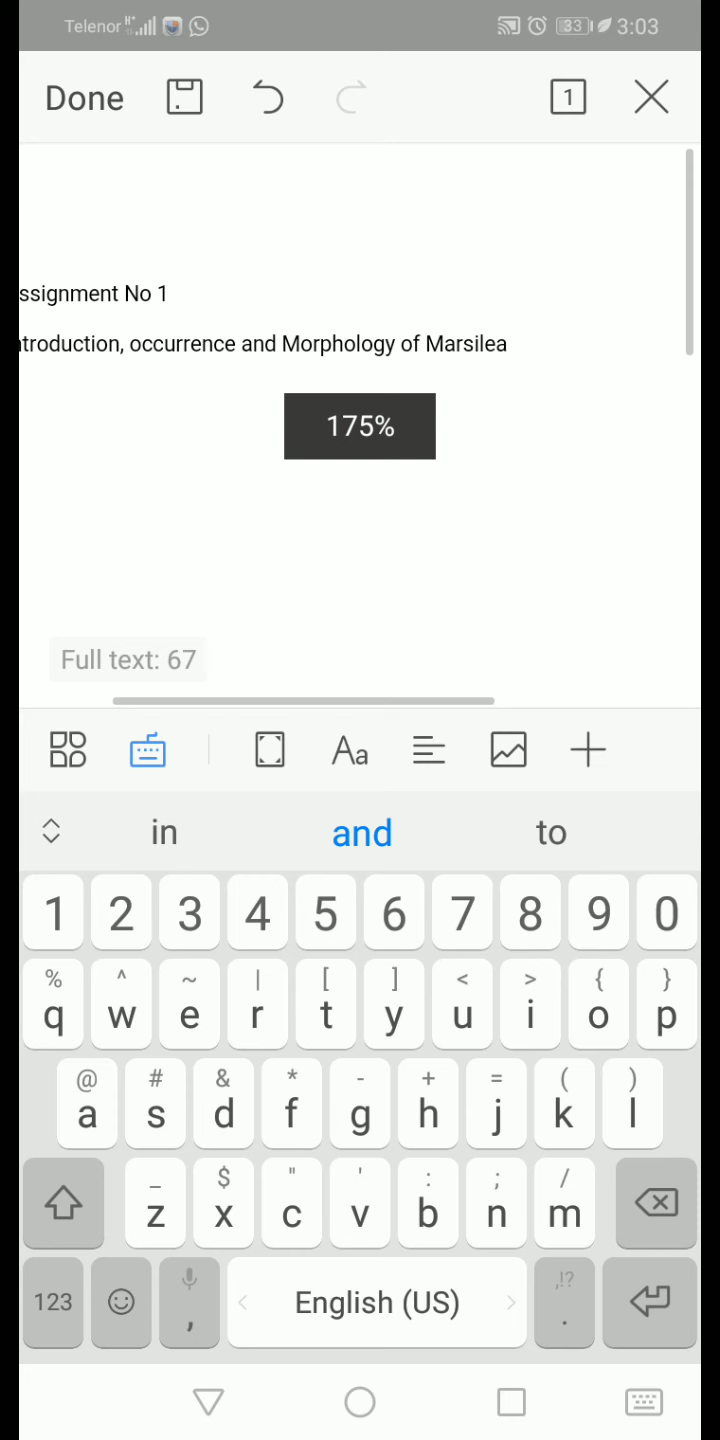 Telenor H+ 33 3:03
Done 1
ssignment No 1
ntroduction, occurrence and Morphology of Marsilea
175%
Full text: 67
Aa
in and to
1 2 3 4 5 6 7 8 9 0
% ^ ~ | [ ] < > { }
q w e r t y u i o p
@ # & * - + = ( )
a s d f g h j k l
_ $ " ' : ; /
z x c v b n m
,!?
123 , English (US) .